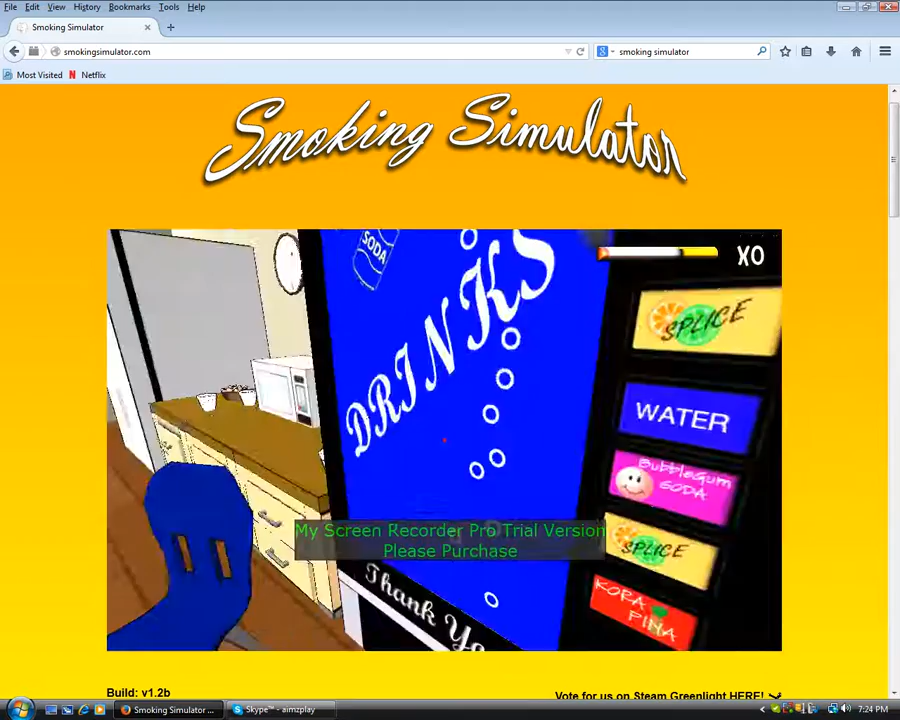 File Edit View History Bookmarks Tools Help
Smoking Simulator
smokingsimulator.com
smoking simulator
Most Visited Netflix
Smoking Simulator
SODA
DRINKS
X0
SPLICE
WATER
BubbleGum
SODA
SPLICE
KORA
PINA
My Screen Recorder Pro Trial Version
Please Purchase
Thank Yo
Build: v1.2b
Vote for us on Steam Greenlight HERE!
Smoking Simulator ...
Skype™ - aimzplay
7:24 PM